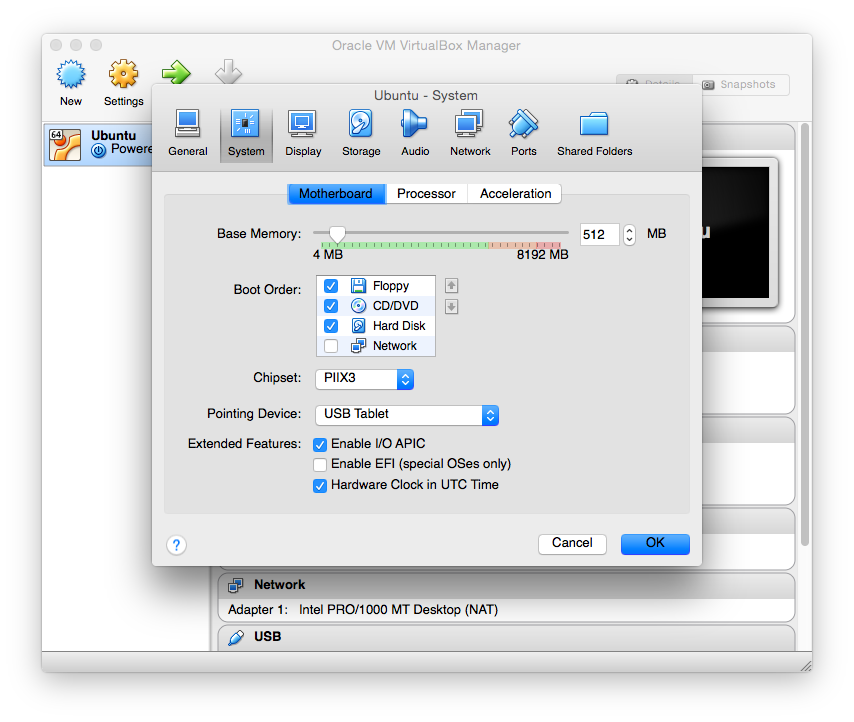 Oracle VM VirtualBox Manager
New
Settings
Details
Snapshots
64
Ubuntu
Powere
Ubuntu - System
General
System
Display
Storage
Audio
Network
Ports
Shared Folders
Motherboard
Processor
Acceleration
Base Memory:
512
MB
4 MB
8192 MB
Boot Order:
Floppy
CD/DVD
Hard Disk
Network
Chipset:
PIIX3
Pointing Device:
USB Tablet
Extended Features:
Enable I/O APIC
Enable EFI (special OSes only)
Hardware Clock in UTC Time
?
Cancel
OK
u
Network
Adapter 1: Intel PRO/1000 MT Desktop (NAT)
USB